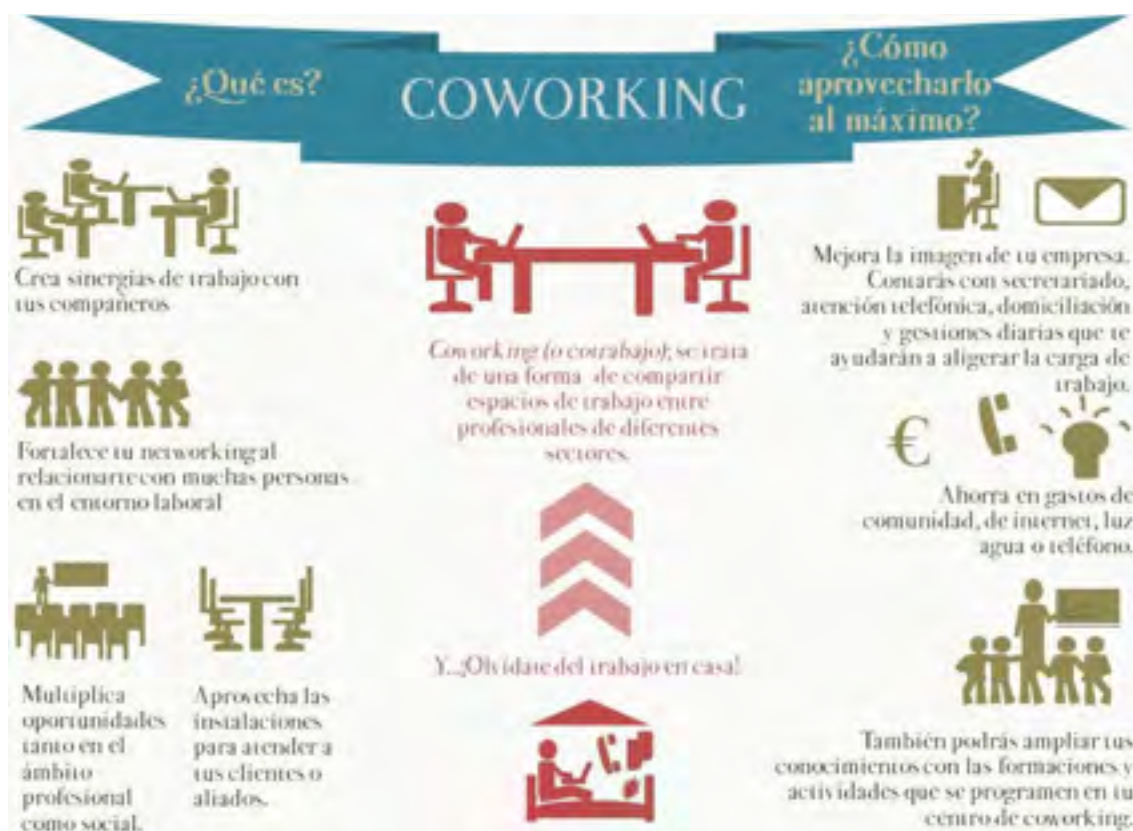 ¿Qué es?
COWORKING
¿Cómo
aprovecharlo
al máximo?
Crea sinergias de trabajo con
tus compañeros
Fortalece tu networking al
relacionarte con muchas personas
en el entorno laboral
Multiplica
oportunidades
tanto en el
ámbito
profesional
como social.
Aprovecha las
instalaciones
para atender a
tus clientes o
aliados.
Coworking (o cotrabajo); se trata
de una forma de compartir
espacios de trabajo entre
profesionales de diferentes
sectores.
Y...¡Olvídate del trabajo en casa!
Mejora la imagen de tu empresa.
Contarás con secretariado,
atención telefónica, domiciliación
y gestiones diarias que te
ayudarán a aligerar la carga de
trabajo.
€
Ahorra en gastos de
comunidad, de internet, luz
agua o teléfono.
También podrás ampliar tus
conocimientos con las formaciones y
actividades que se programen en tu
centro de coworking.